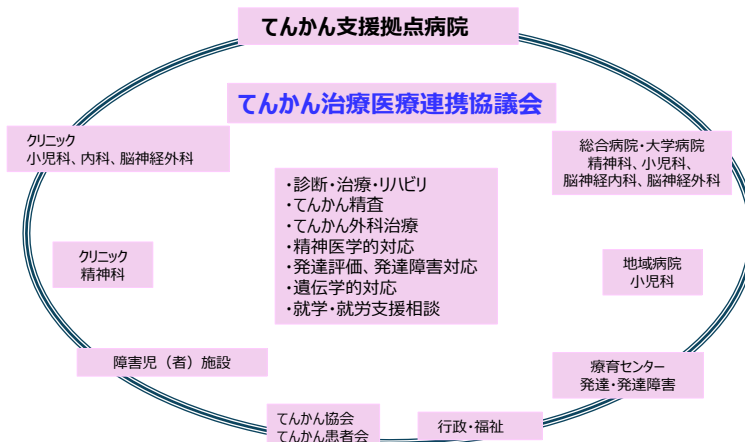 てんかん支援拠点病院
てんかん治療医療連携協議会
クリニック
小児科、内科、脳神経外科
総合病院・大学病院
精神科、小児科、
脳神経内科、脳神経外科
・診断・治療・リハビリ
・てんかん精査
・てんかん外科治療
・精神医学的対応
・発達評価、発達障害対応
・遺伝学的対応
・就学・就労支援相談
クリニック
精神科
地域病院
小児科
障害児（者）施設
療育センター
発達・発達障害
てんかん協会
てんかん患者会
行政・福祉